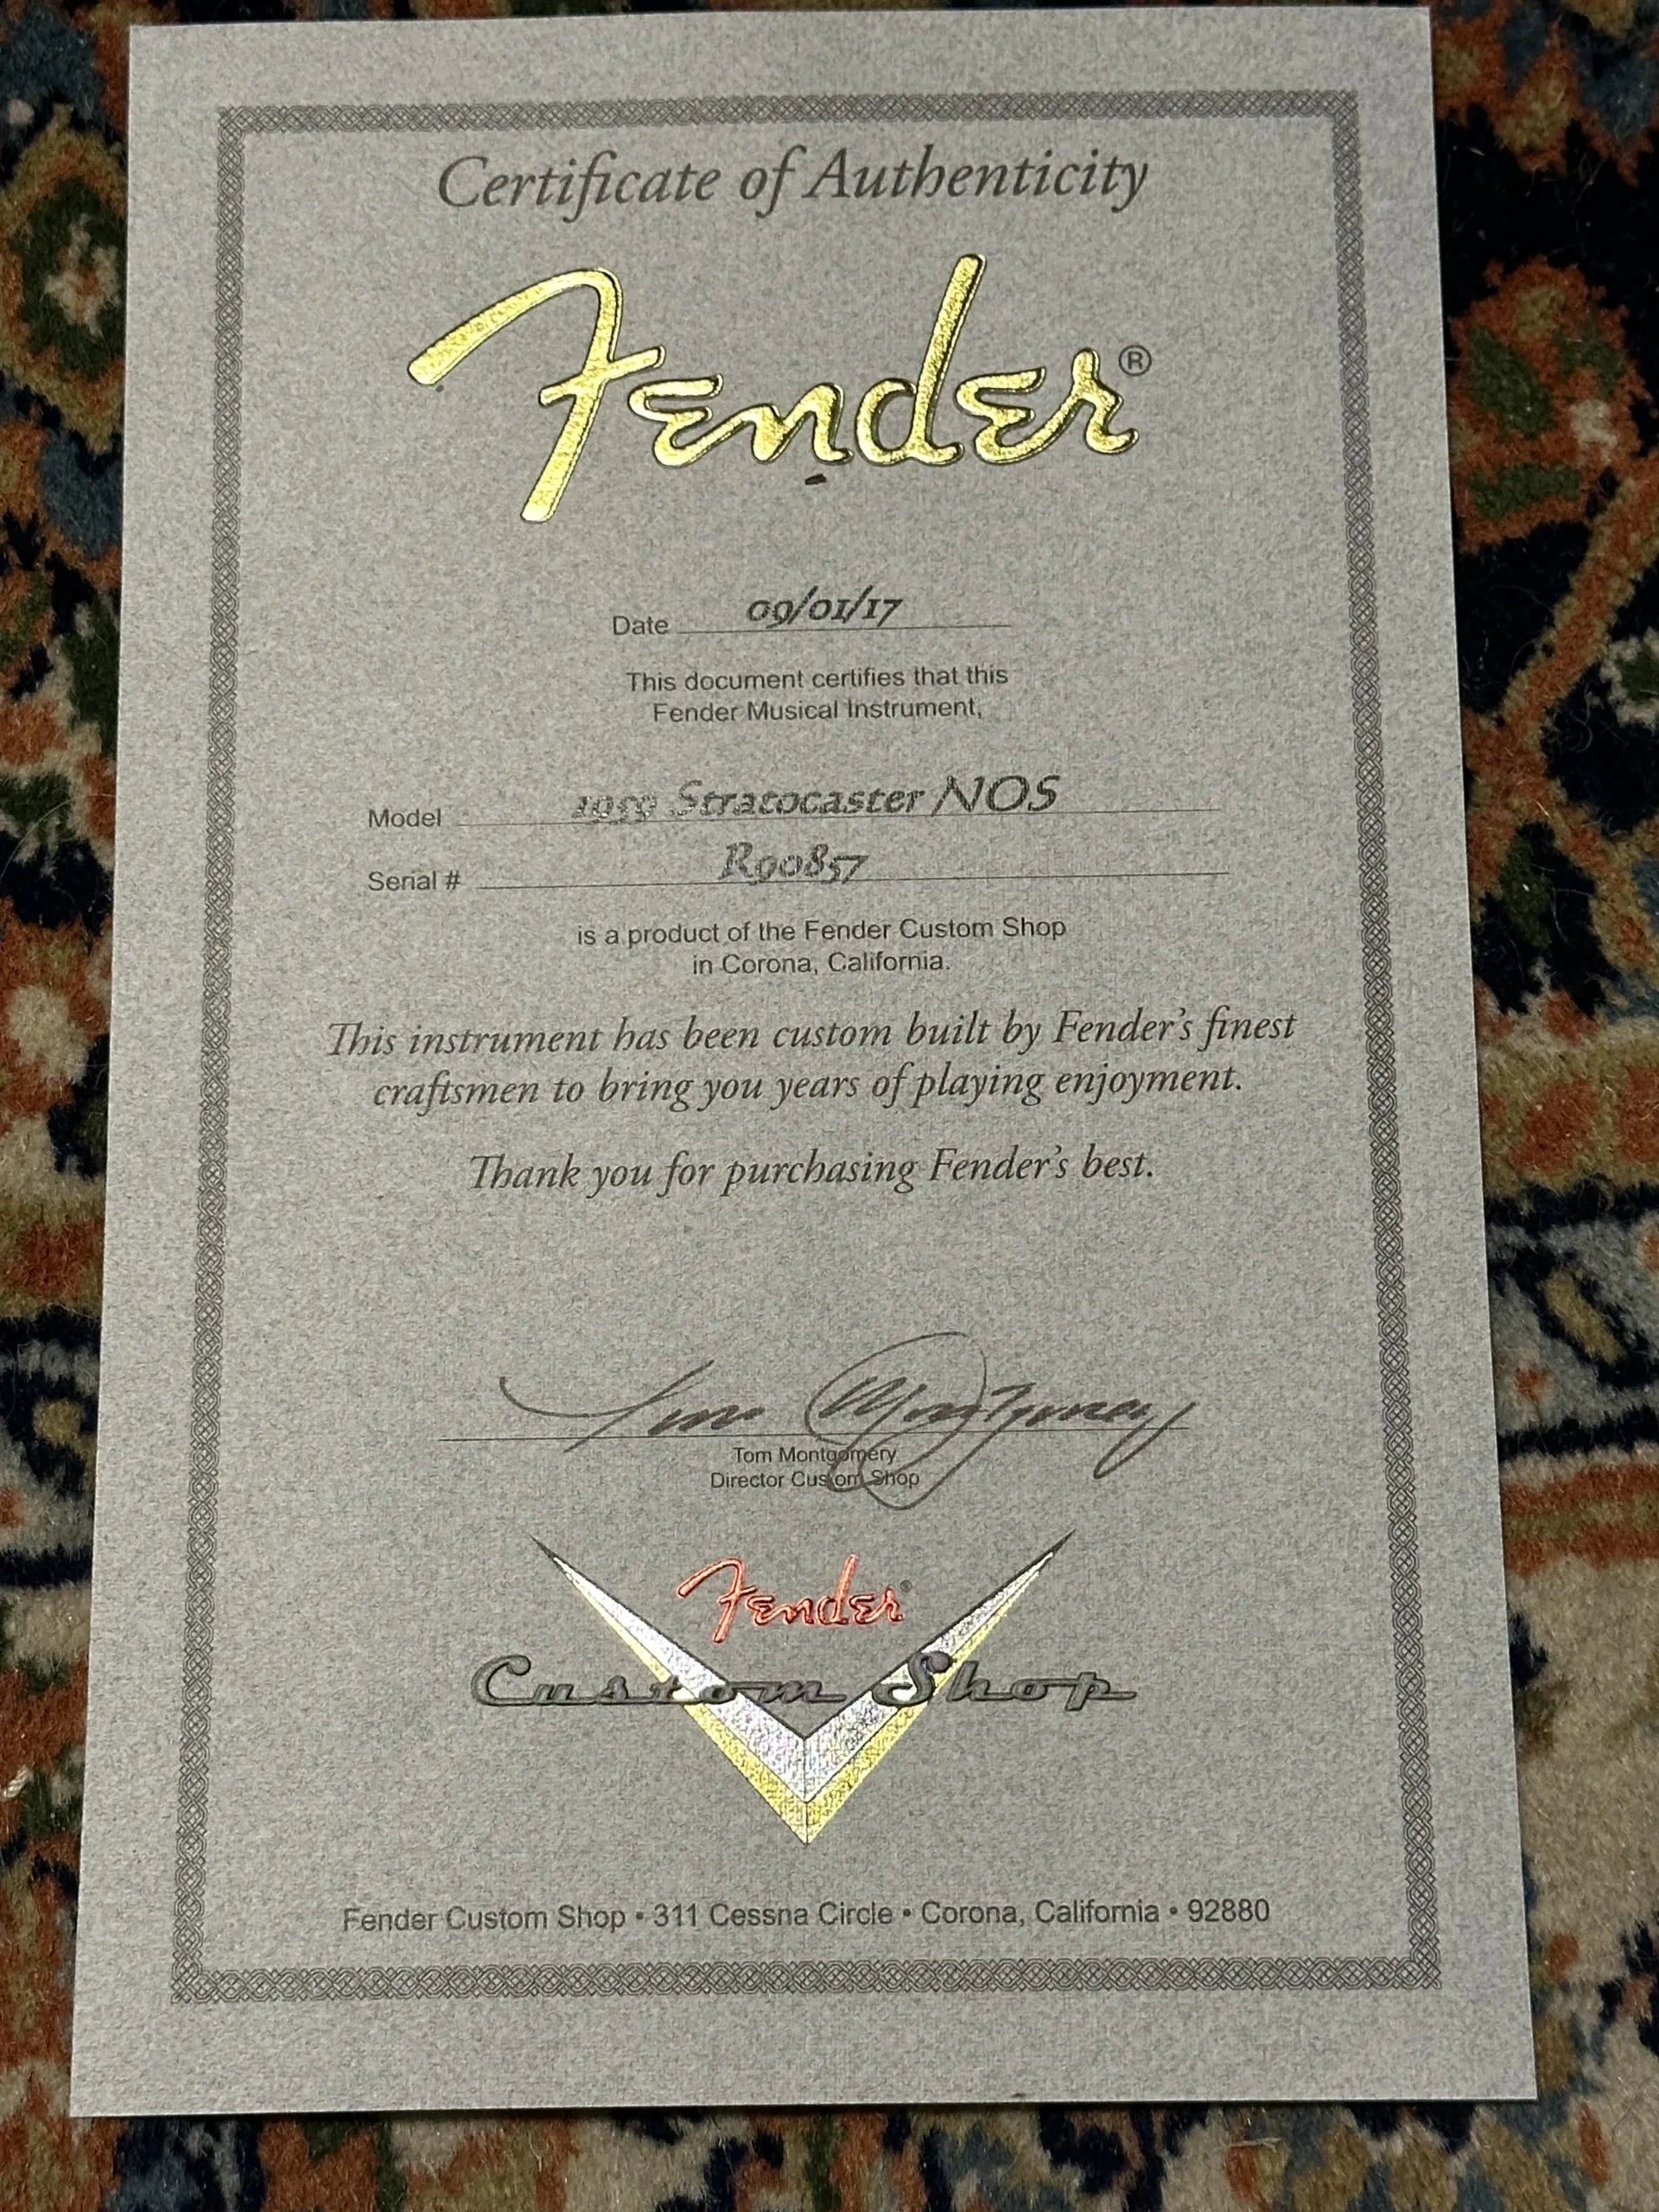 Certificate of Authenticity
Fender®
Date 09/01/17
This document certifies that this
Fender Musical Instrument,
Model 1959 Stratocaster NOS
Serial # R90857
is a product of the Fender Custom Shop
in Corona, California.
This instrument has been custom built by Fender's finest
craftsmen to bring you years of playing enjoyment.
Thank you for purchasing Fender's best.
Tom Montgomery
Tom Montgomery
Director Custom Shop
Fender®
Custom Shop
Fender Custom Shop • 311 Cessna Circle • Corona, California • 92880